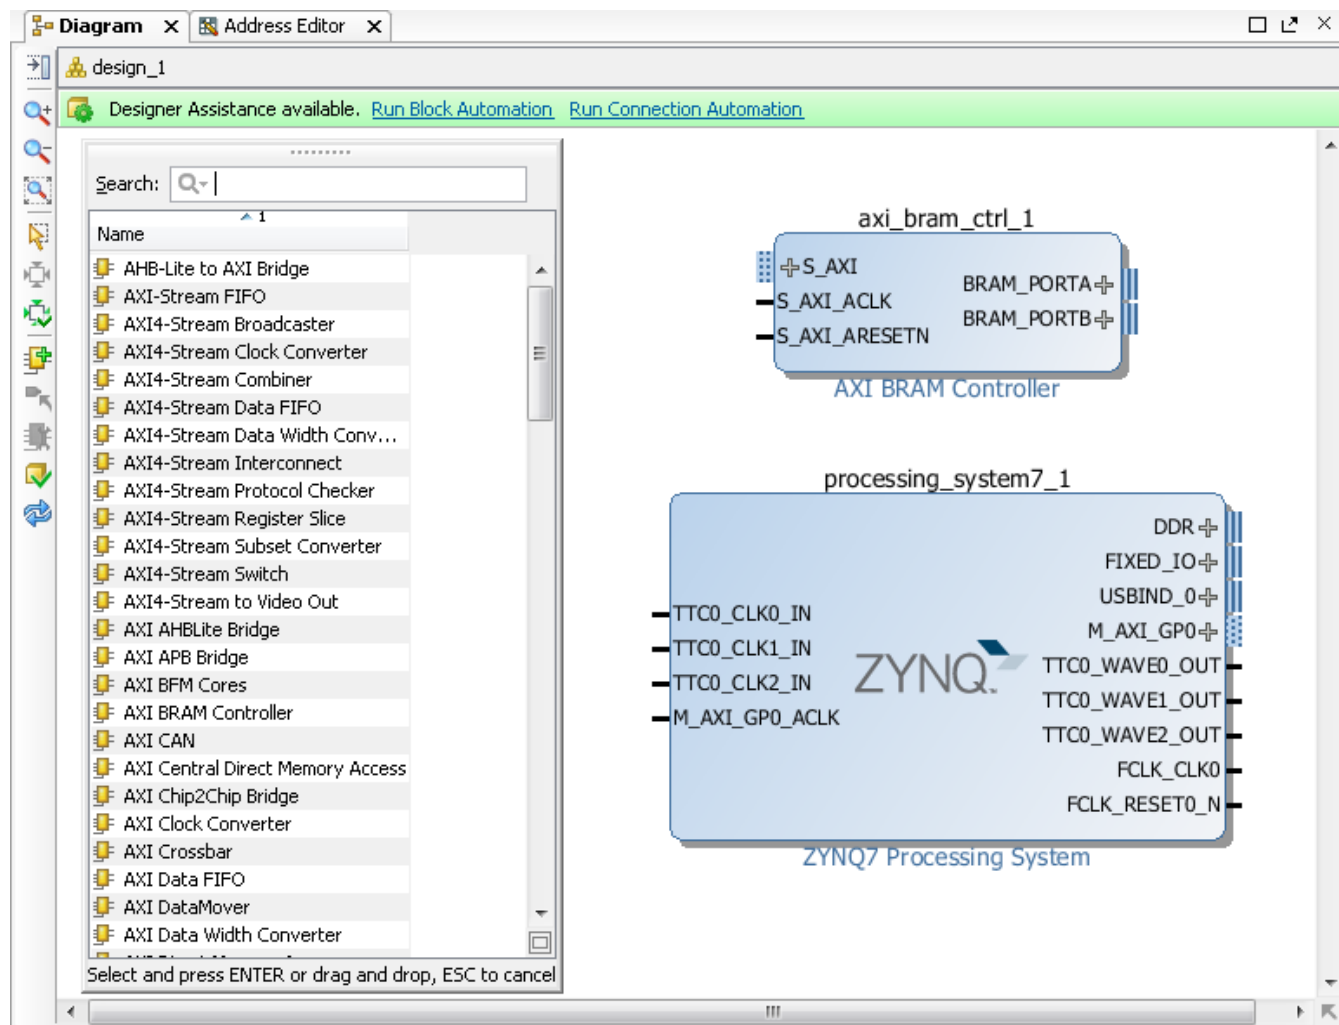 Diagram
Address Editor
design_1
Designer Assistance available. Run Block Automation Run Connection Automation
Search:
1
Name
AHB-Lite to AXI Bridge
AXI-Stream FIFO
AXI4-Stream Broadcaster
AXI4-Stream Clock Converter
AXI4-Stream Combiner
AXI4-Stream Data FIFO
AXI4-Stream Data Width Conv...
AXI4-Stream Interconnect
AXI4-Stream Protocol Checker
AXI4-Stream Register Slice
AXI4-Stream Subset Converter
AXI4-Stream Switch
AXI4-Stream to Video Out
AXI AHBLite Bridge
AXI APB Bridge
AXI BFM Cores
AXI BRAM Controller
AXI CAN
AXI Central Direct Memory Access
AXI Chip2Chip Bridge
AXI Clock Converter
AXI Crossbar
AXI Data FIFO
AXI DataMover
AXI Data Width Converter
Select and press ENTER or drag and drop, ESC to cancel
axi_bram_ctrl_1
S_AXI
S_AXI_ACLK
S_AXI_ARESETN
BRAM_PORTA
BRAM_PORTB
AXI BRAM Controller
processing_system7_1
TTC0_CLK0_IN
TTC0_CLK1_IN
TTC0_CLK2_IN
M_AXI_GP0_ACLK
ZYNQ
DDR
FIXED_IO
USBIND_0
M_AXI_GP0
TTC0_WAVE0_OUT
TTC0_WAVE1_OUT
TTC0_WAVE2_OUT
FCLK_CLK0
FCLK_RESET0_N
ZYNQ7 Processing System